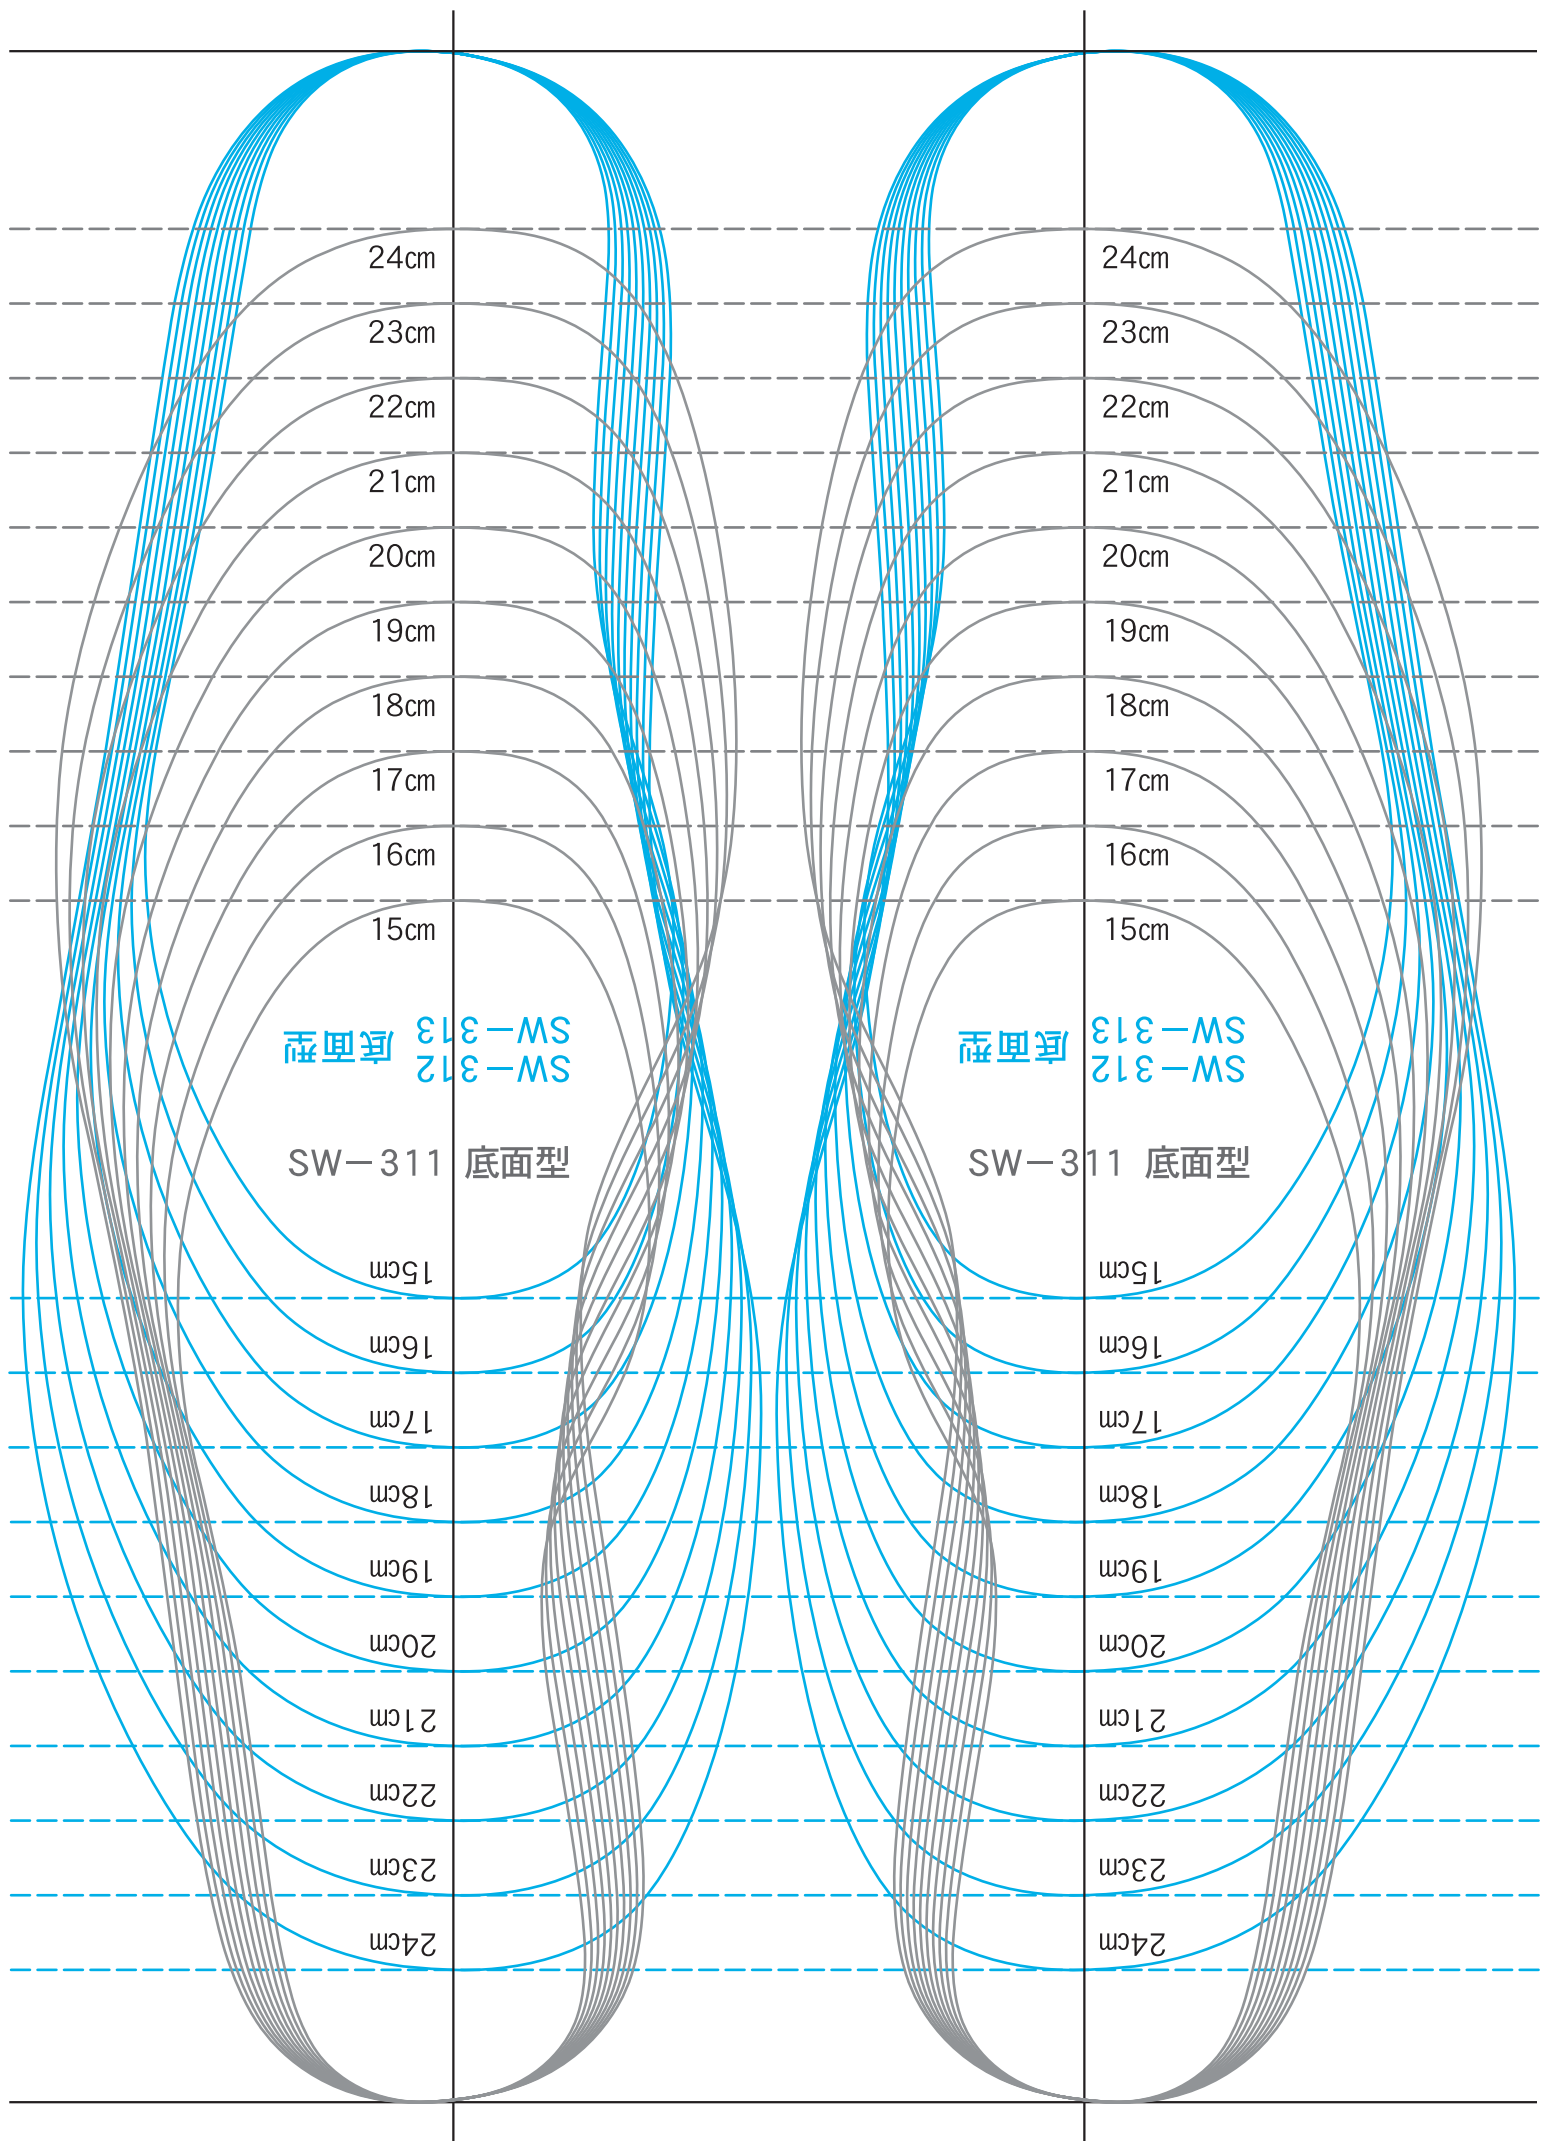 24cm 24cm
23cm 23cm
22cm 22cm
21cm 21cm
20cm 20cm
19cm 19cm
18cm 18cm
17cm 17cm
16cm 16cm
15cm 15cm
SW-311 底面型 SW-311 底面型
SW-312
SW-313 底面型
SW-312
SW-313 底面型
15cm 15cm
16cm 16cm
17cm 17cm
18cm 18cm
19cm 19cm
20cm 20cm
21cm 21cm
22cm 22cm
23cm 23cm
24cm 24cm